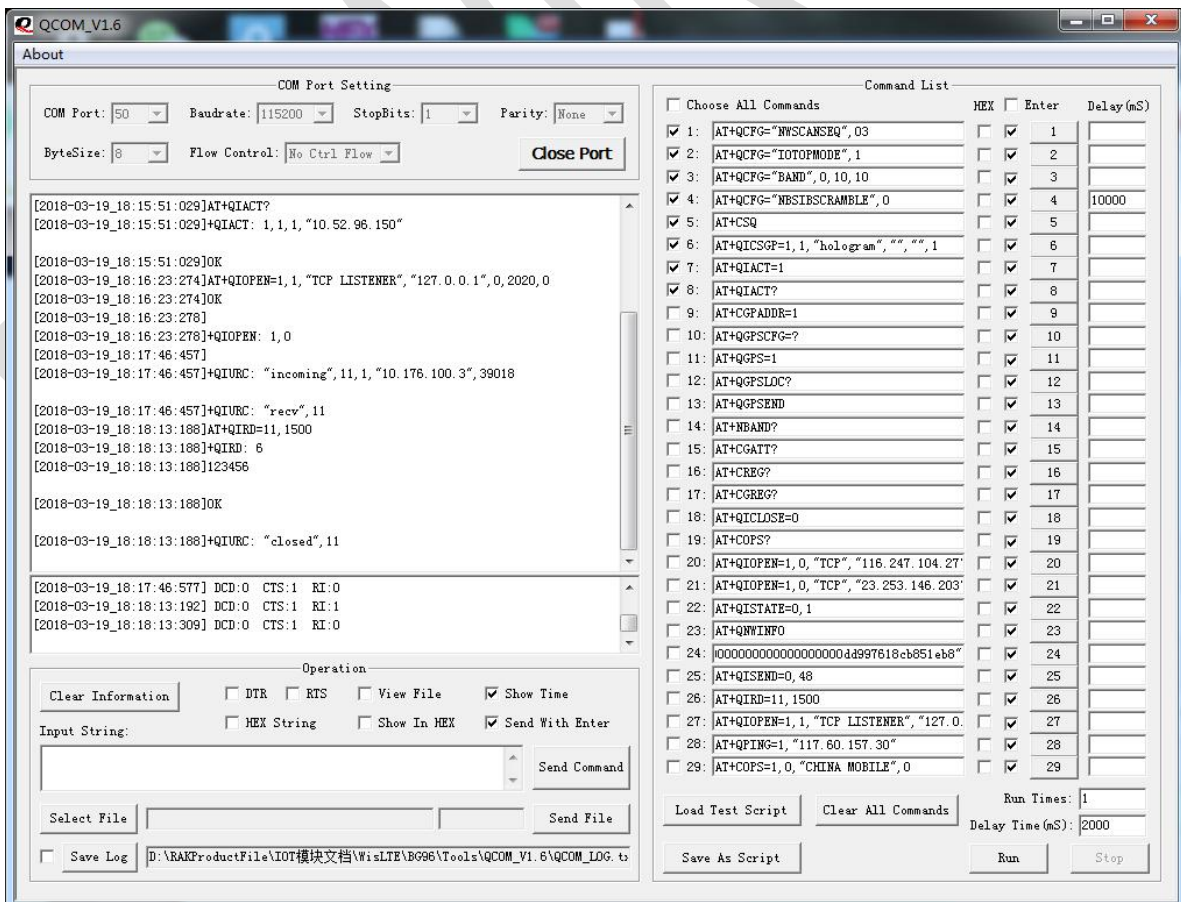 QCOM_V1.6
About
COM Port Setting
COM Port: 50 Baudrate: 115200 StopBits: 1 Parity: None
ByteSize: 8 Flow Control: No Ctrl Flow Close Port
[2018-03-19_18:15:51:029]AT+QIACT?
[2018-03-19_18:15:51:029]+QIACT: 1,1,1,"10.52.96.150"
[2018-03-19_18:15:51:029]OK
[2018-03-19_18:16:23:274]AT+QIOPEN=1,1,"TCP LISTENER","127.0.0.1",0,2020,0
[2018-03-19_18:16:23:274]OK
[2018-03-19_18:16:23:278]
[2018-03-19_18:16:23:278]+QIOPEN: 1,0
[2018-03-19_18:17:46:457]
[2018-03-19_18:17:46:457]+QIURC: "incoming",11,1,"10.176.100.3",39018
[2018-03-19_18:17:46:457]+QIURC: "recv",11
[2018-03-19_18:18:13:188]AT+QIRD=11,1500
[2018-03-19_18:18:13:188]+QIRD: 6
[2018-03-19_18:18:13:188]123456
[2018-03-19_18:18:13:188]OK
[2018-03-19_18:18:13:188]+QIURC: "closed",11
[2018-03-19_18:17:46:577] DCD:0 CTS:1 RI:0
[2018-03-19_18:18:13:192] DCD:0 CTS:1 RI:1
[2018-03-19_18:18:13:309] DCD:0 CTS:1 RI:0
Operation
Clear Information DTR RTS View File Show Time
HEX String Show In HEX Send With Enter
Input String:
Send Command
Select File Send File
Save Log D:\RAKProductFile\IOT模块文档\WisLTE\BG96\Tools\QCOM_V1.6\QCOM_LOG.tx
Command List
Choose All Commands HEX Enter Delay(mS)
1: AT+QCFG="NWSCANSEQ",03 1
2: AT+QCFG="IOTOPMODE",1 2
3: AT+QCFG="BAND",0,10,10 3
4: AT+QCFG="NBSIBSCRAMBLE",0 4 10000
5: AT+CSQ 5
6: AT+QICSGP=1,1,"hologram","","",1 6
7: AT+QIACT=1 7
8: AT+QIACT? 8
9: AT+CGPADDR=1 9
10: AT+QGPSCFG=? 10
11: AT+QGPS=1 11
12: AT+QGPSLOC? 12
13: AT+QGPSEND 13
14: AT+NBAND? 14
15: AT+CGATT? 15
16: AT+CREG? 16
17: AT+CGREG? 17
18: AT+QICLOSE=0 18
19: AT+COPS? 19
20: AT+QIOPEN=1,0,"TCP","116.247.104.27' 20
21: AT+QIOPEN=1,0,"TCP","23.253.146.203' 21
22: AT+QISTATE=0,1 22
23: AT+QNWINFO 23
24: 00000000000000000000dd997618cb851eb8" 24
25: AT+QISEND=0,48 25
26: AT+QIRD=11,1500 26
27: AT+QIOPEN=1,1,"TCP LISTENER","127.0. 27
28: AT+QPING=1,"117.60.157.30" 28
29: AT+COPS=1,0,"CHINA MOBILE",0 29
Load Test Script Clear All Commands Run Times: 1
Delay Time(mS): 2000
Save As Script Run Stop